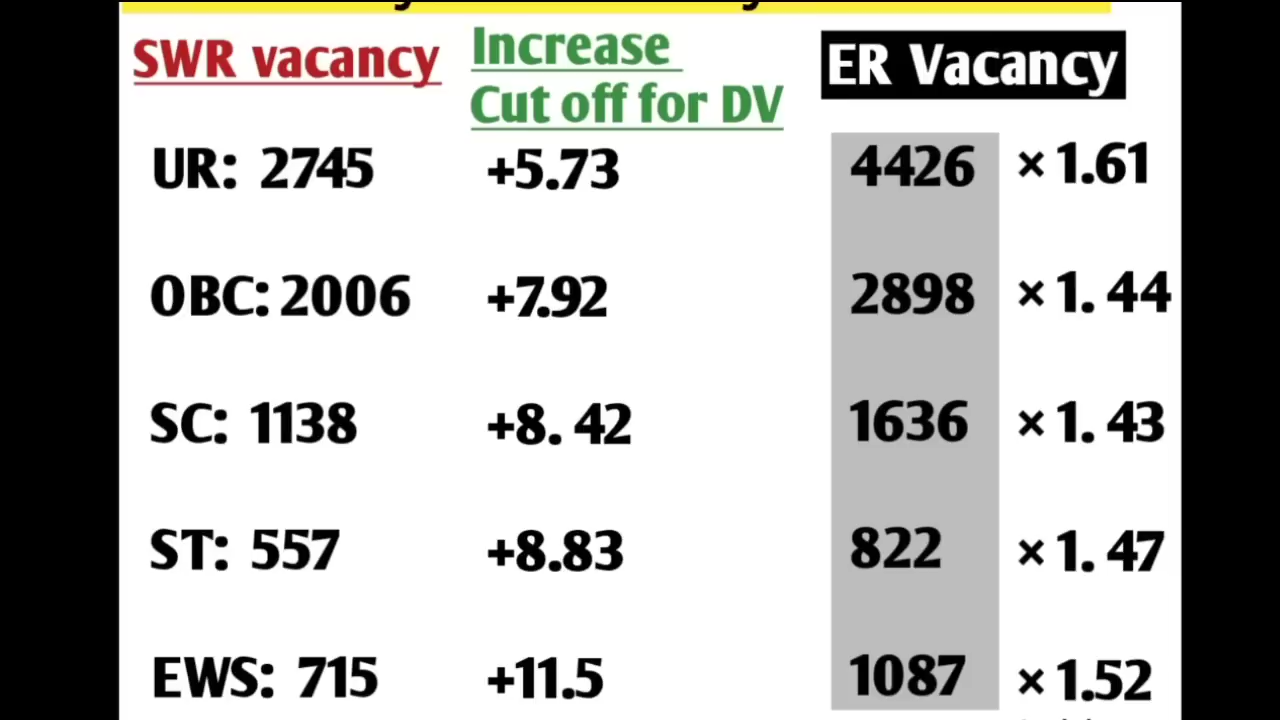 SWR vacancy
Increase
Cut off for DV
ER Vacancy
UR: 2745 +5.73 4426 × 1.61
OBC: 2006 +7.92 2898 × 1. 44
SC: 1138 +8. 42 1636 × 1. 43
ST: 557 +8.83 822 × 1. 47
EWS: 715 +11.5 1087 × 1.52